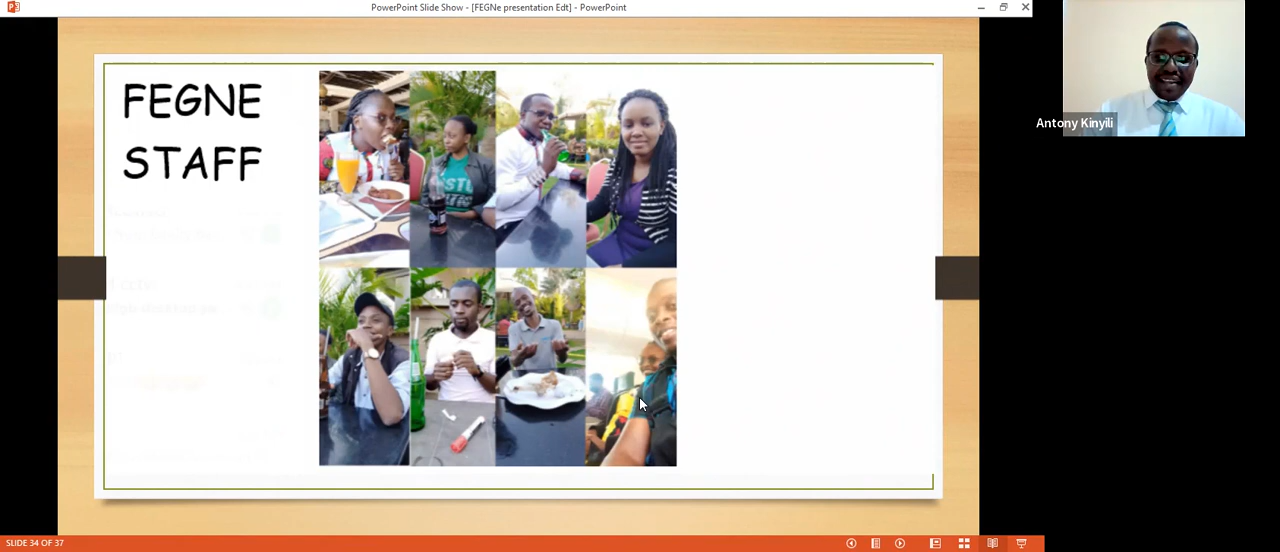 PowerPoint Slide Show - [FEGNe presentation Edt] - PowerPoint
FEGNE
STAFF
Antony Kinyili
SLIDE 34 OF 37